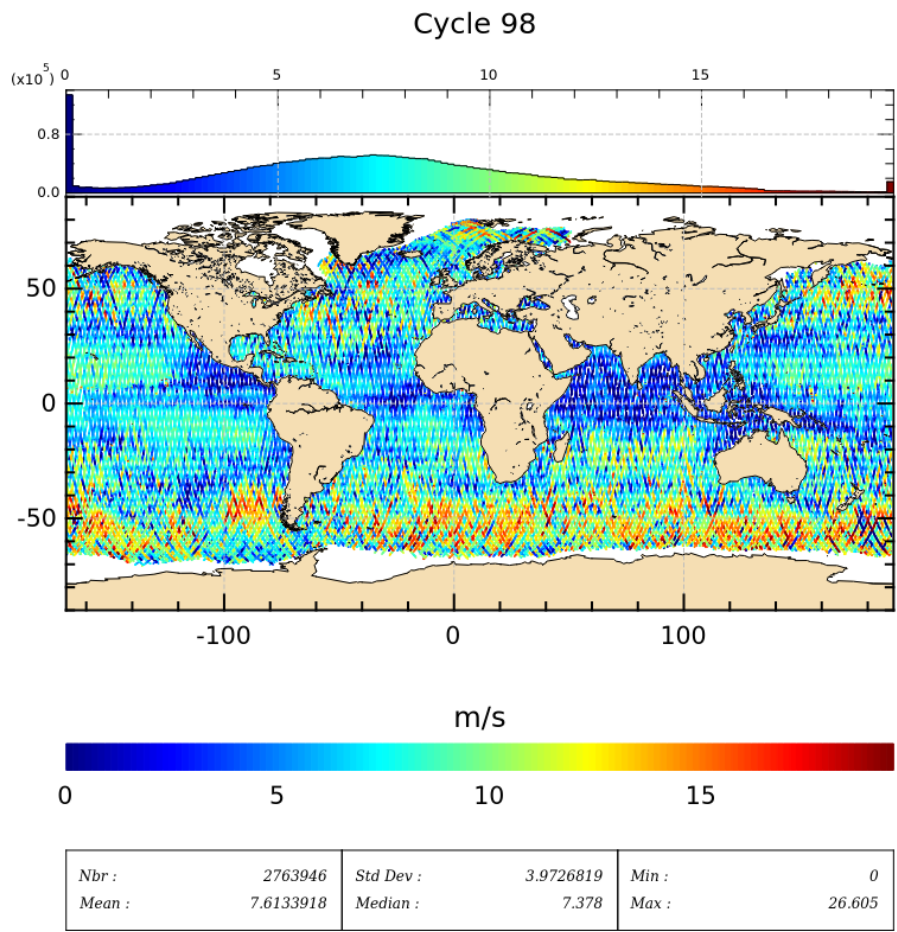 Cycle 98
(x10^5) 0 5 10 15
0.8
0.0
50
0
-50
-100 0 100
m/s
0 5 10 15
Nbr : 2763946 Std Dev : 3.9726819 Min : 0
Mean : 7.6133918 Median : 7.378 Max : 26.605